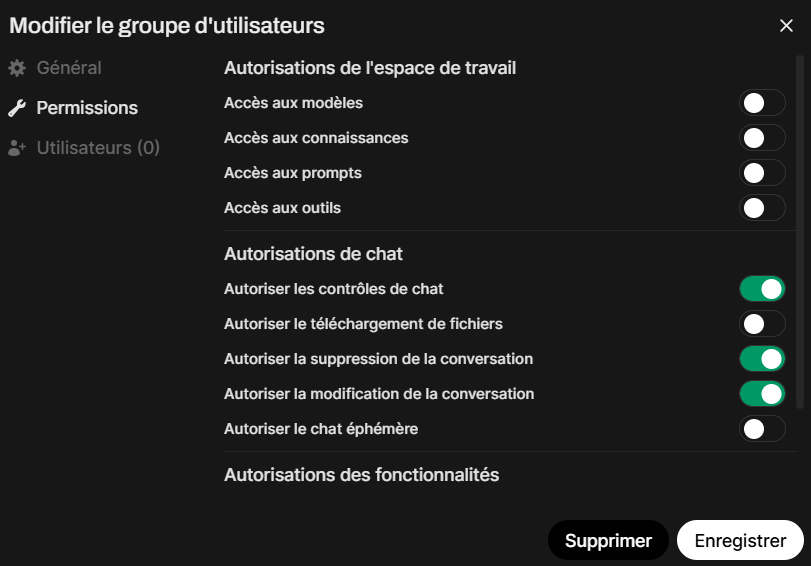 Modifier le groupe d'utilisateurs
Général
Permissions
Utilisateurs (0)
Autorisations de l'espace de travail
Accès aux modèles
Accès aux connaissances
Accès aux prompts
Accès aux outils
Autorisations de chat
Autoriser les contrôles de chat
Autoriser le téléchargement de fichiers
Autoriser la suppression de la conversation
Autoriser la modification de la conversation
Autoriser le chat éphémère
Autorisations des fonctionnalités
Supprimer
Enregistrer